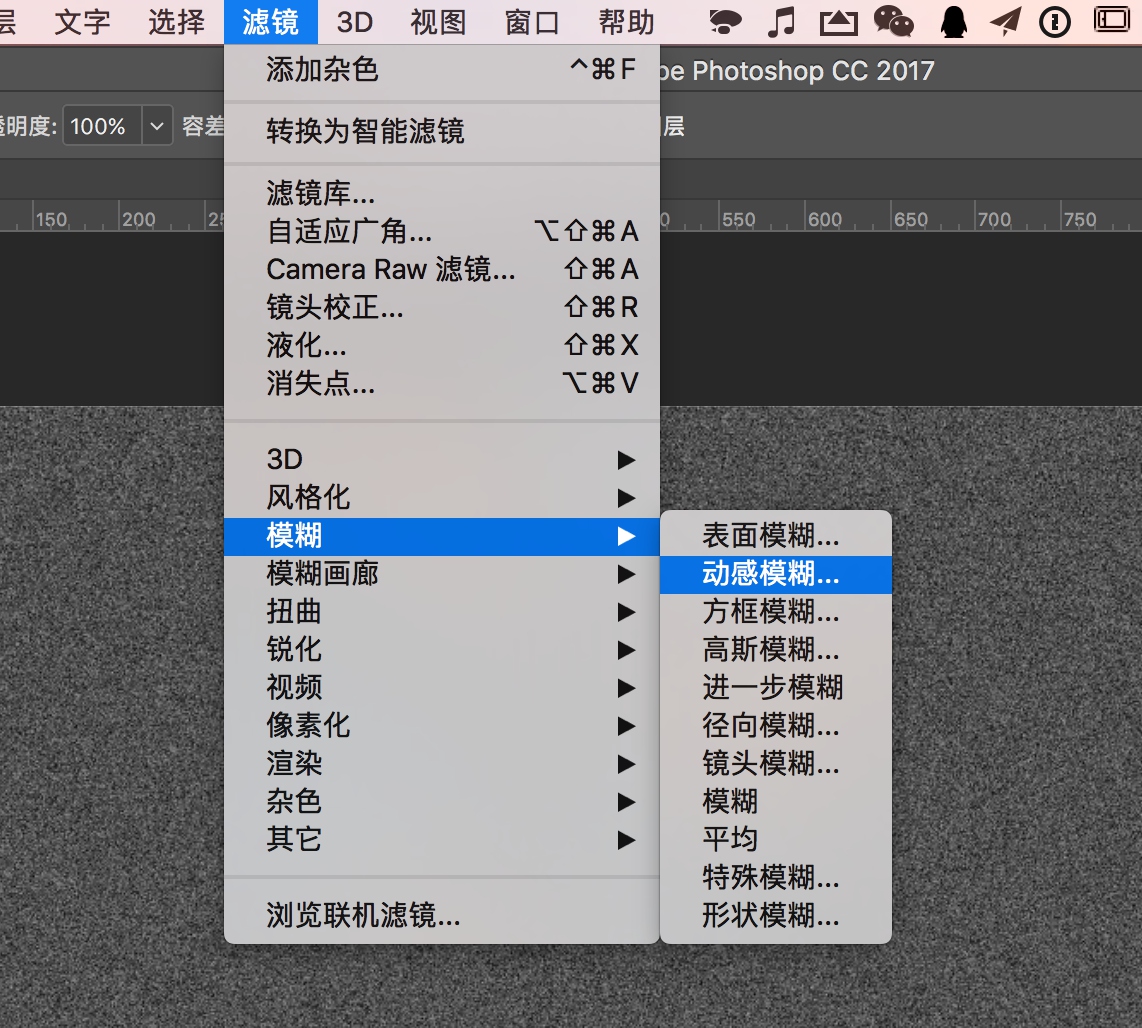 层 文字 选择 滤镜 3D 视图 窗口 帮助
be Photoshop CC 2017
透明度: 100% 容差 层
150 200 25 0 550 600 650 700 750
添加杂色 ^⌘F
转换为智能滤镜
滤镜库...
自适应广角... ⌥⇧⌘A
Camera Raw 滤镜... ⇧⌘A
镜头校正... ⇧⌘R
液化... ⇧⌘X
消失点... ⌥⌘V
3D
风格化
模糊
模糊画廊
扭曲
锐化
视频
像素化
渲染
杂色
其它
浏览联机滤镜...
表面模糊...
动感模糊...
方框模糊...
高斯模糊...
进一步模糊
径向模糊...
镜头模糊...
模糊
平均
特殊模糊...
形状模糊...